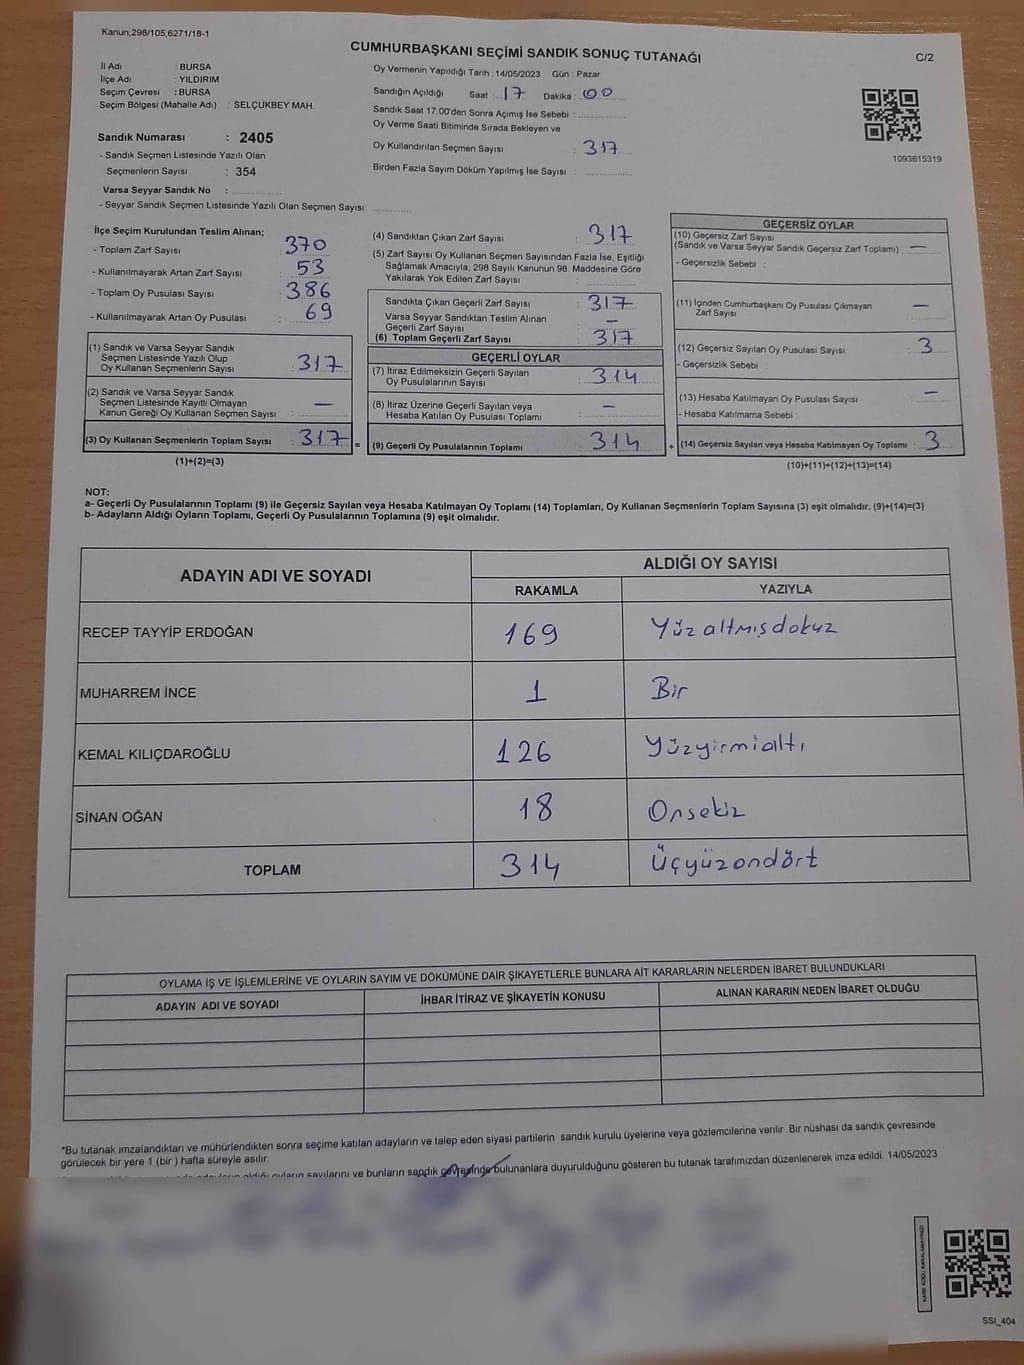 Kanun,298/105,6271/18-1
CUMHURBAŞKANI SEÇİMİ SANDIK SONUÇ TUTANAĞI
C/2
İl Adı : BURSA
İlçe Adı : YILDIRIM
Seçim Çevresi : BURSA
Seçim Bölgesi (Mahalle Adı) : SELÇUKBEY MAH.
Sandık Numarası : 2405
- Sandık Seçmen Listesinde Yazılı Olan
Seçmenlerin Sayısı : 354
Varsa Seyyar Sandık No :
- Seyyar Sandık Seçmen Listesinde Yazılı Olan Seçmen Sayısı:
Oy Vermenin Yapıldığı Tarih :14/05/2023 Gün : Pazar
Sandığın Açıldığı Saat : 17 Dakika : 00
Sandık Saat 17:00'den Sonra Açımış İse Sebebi :
Oy Verme Saati Bitiminde Sırada Bekleyen ve
Oy Kullandırılan Seçmen Sayısı : 317
Birden Fazla Sayım Döküm Yapılmış İse Sayısı :
1093615319
İlçe Seçim Kurulundan Teslim Alınan;
- Toplam Zarf Sayısı : 370
- Kullanılmayarak Artan Zarf Sayısı : 53
- Toplam Oy Pusulası Sayısı : 386
- Kullanılmayarak Artan Oy Pusulası : 69
(1) Sandık ve Varsa Seyyar Sandık
Seçmen Listesinde Yazılı Olup
Oy Kullanan Seçmenlerin Sayısı : 317
(2) Sandık ve Varsa Seyyar Sandık
Seçmen Listesinde Kayıtlı Olmayan
Kanun Gereği Oy Kullanan Seçmen Sayısı : —
(3) Oy Kullanan Seçmenlerin Toplam Sayısı : 317 =
(1)+(2)=(3)
(4) Sandıktan Çıkan Zarf Sayısı : 317
(5) Zarf Sayısı Oy Kullanan Seçmen Sayısından Fazla İse, Eşitliği
Sağlamak Amacıyla, 298 Sayılı Kanunun 98. Maddesine Göre
Yakılarak Yok Edilen Zarf Sayısı :
Sandıkta Çıkan Geçerli Zarf Sayısı : 317
Varsa Seyyar Sandıktan Teslim Alınan
Geçerli Zarf Sayısı : —
(6) Toplam Geçerli Zarf Sayısı : 317
GEÇERLİ OYLAR
(7) İtiraz Edilmeksizin Geçerli Sayılan
Oy Pusulalarının Sayısı : 314
(8) İtiraz Üzerine Geçerli Sayılan veya
Hesaba Katılan Oy Pusulası Toplamı : —
(9) Geçerli Oy Pusulalarının Toplamı : 314 +
GEÇERSİZ OYLAR
(10) Geçersiz Zarf Sayısı
(Sandık ve Varsa Seyyar Sandık Geçersiz Zarf Toplamı) : —
- Geçersizlik Sebebi :
(11) İçinden Cumhurbaşkanı Oy Pusulası Çıkmayan
Zarf Sayısı : —
(12) Geçersiz Sayılan Oy Pusulası Sayısı : 3
- Geçersizlik Sebebi :
(13) Hesaba Katılmayan Oy Pusulası Sayısı : —
- Hesaba Katılmama Sebebi :
(14) Geçersiz Sayılan veya Hesaba Katılmayan Oy Toplamı : 3
(10)+(11)+(12)+(13)=(14)
NOT:
a- Geçerli Oy Pusulalarının Toplamı (9) ile Geçersiz Sayılan veya Hesaba Katılmayan Oy Toplamı (14) Toplamları, Oy Kullanan Seçmenlerin Toplam Sayısına (3) eşit olmalıdır. (9)+(14)=(3)
b- Adayların Aldığı Oyların Toplamı, Geçerli Oy Pusulalarının Toplamına (9) eşit olmalıdır.
ADAYIN ADI VE SOYADI ALDIĞI OY SAYISI
RAKAMLA YAZIYLA
RECEP TAYYİP ERDOĞAN 169 Yüzaltmışdokuz
MUHARREM İNCE 1 Bir
KEMAL KILIÇDAROĞLU 126 Yüzyirmialtı
SİNAN OĞAN 18 Onsekiz
TOPLAM 314 Üçyüzondört
OYLAMA İŞ VE İŞLEMLERİNE VE OYLARIN SAYIM VE DÖKÜMÜNE DAİR ŞİKAYETLERLE BUNLARA AİT KARARLARIN NELERDEN İBARET BULUNDUKLARI
ADAYIN ADI VE SOYADI İHBAR İTİRAZ VE ŞİKAYETİN KONUSU ALINAN KARARIN NEDEN İBARET OLDUĞU
*Bu tutanak imzalandıktan ve mühürlendikten sonra seçime katılan adayların ve talep eden siyasi partilerin sandık kurulu üyelerine veya gözlemcilerine verilir. Bir nüshası da sandık çevresinde
görülecek bir yere 1 (bir ) hafta süreyle asılır.
adayların aldığı oyların sayılarını ve bunların sandık çevresinde bulunanlara duyurulduğunu gösteren bu tutanak tarafımızdan düzenlenerek imza edildi. 14/05/2023
KARE KODU KARALAMAYINIZ!
SSI_404